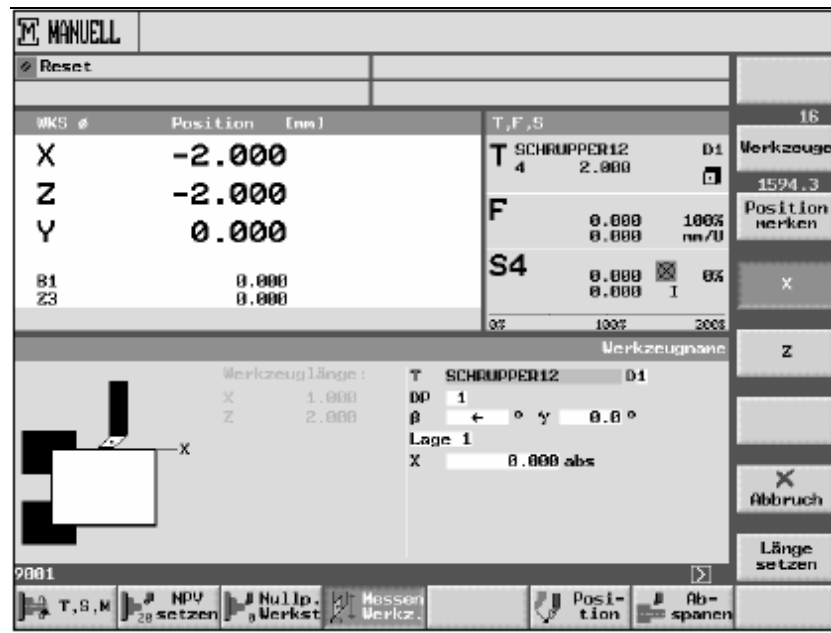 MANUELL
Reset
WKS ø Position [mm]
X -2.000
Z -2.000
Y 0.000
B1 0.000
Z3 0.000
T,F,S
T SCHRUPPER12 D1
4 2.000
F 0.000 100%
0.000 mm/U
S4 0.000 0%
0.000 I
0% 100% 200%
Werkzeugname
Werkzeuglänge:
X 1.000
Z 2.000
X
T SCHRUPPER12 D1
DP 1
β ← ° γ 0.0 °
Lage 1
X 0.000 abs
9001
16
Werkzeuge
1594.3
Position
merken
X
Z
Abbruch
Länge
setzen
T,S,M
NPV
setzen
Nullp.
Werkst
Messen
Werkz.
Posi-
tion
Ab-
spanen